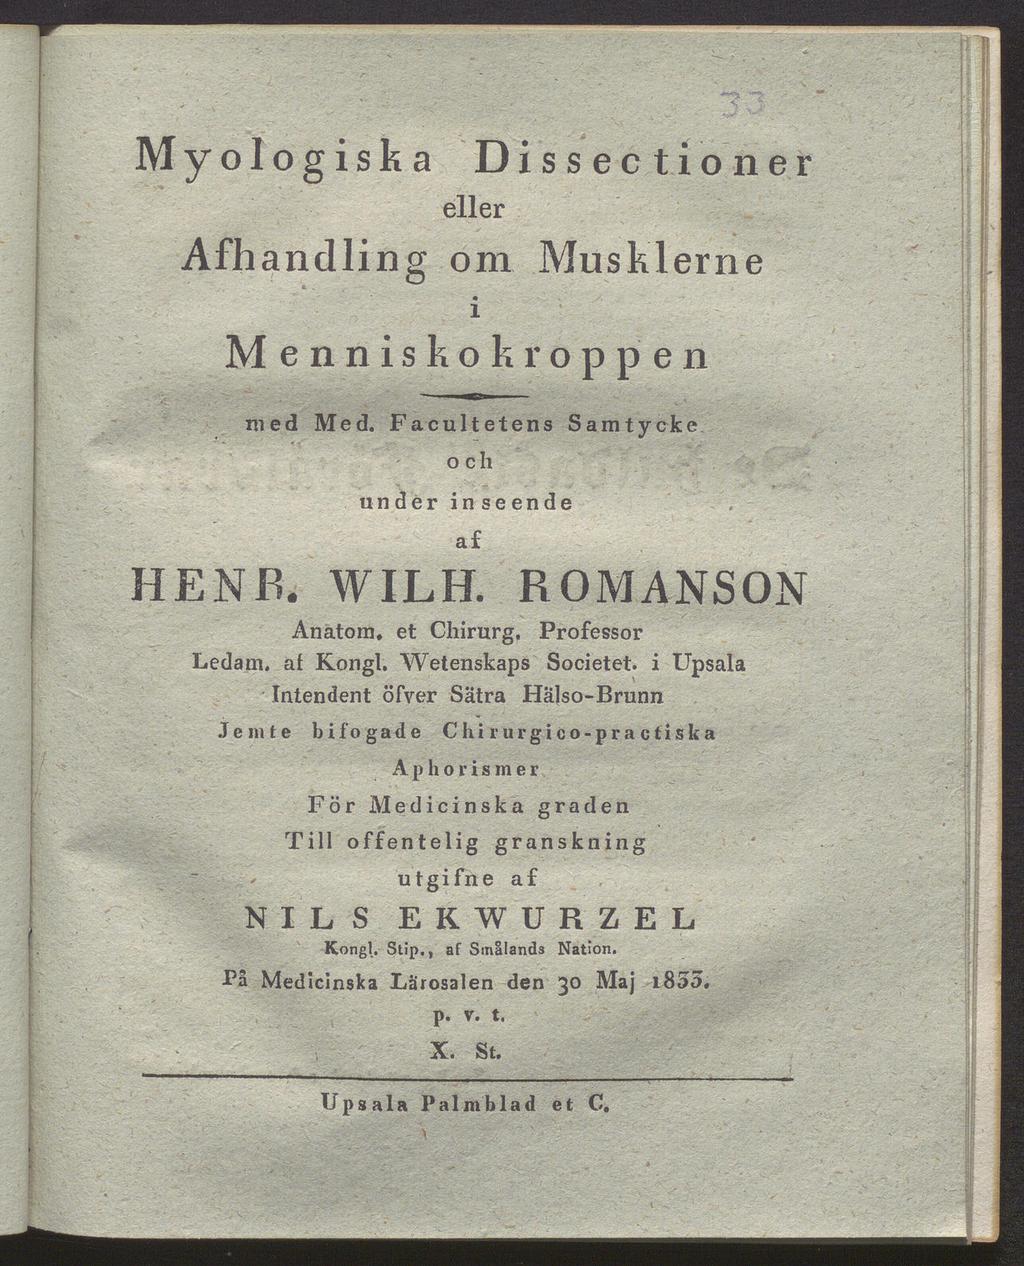 33
Myologiska Dissectioner
eller
Afhandling om Musklerne
i
Menniskokroppen
med Med. Facultetens Samtycke
och
under inseende
af
HENR. WILH. ROMANSON
Anatom. et Chirurg. Professor
Ledam. af Kongl. Wetenskaps Societet. i Upsala
Intendent öfver Sätra Hälso-Brunn
Jemte bifogade Chirurgico-practiska
Aphorismer
För Medicinska graden
Till offentelig granskning
utgifne af
NILS EKWURZEL
Kongl. Stip., af Smålands Nation.
På Medicinska Lärosalen den 30 Maj 1833.
p. v. t.
X. St.
Upsala Palmblad et C.